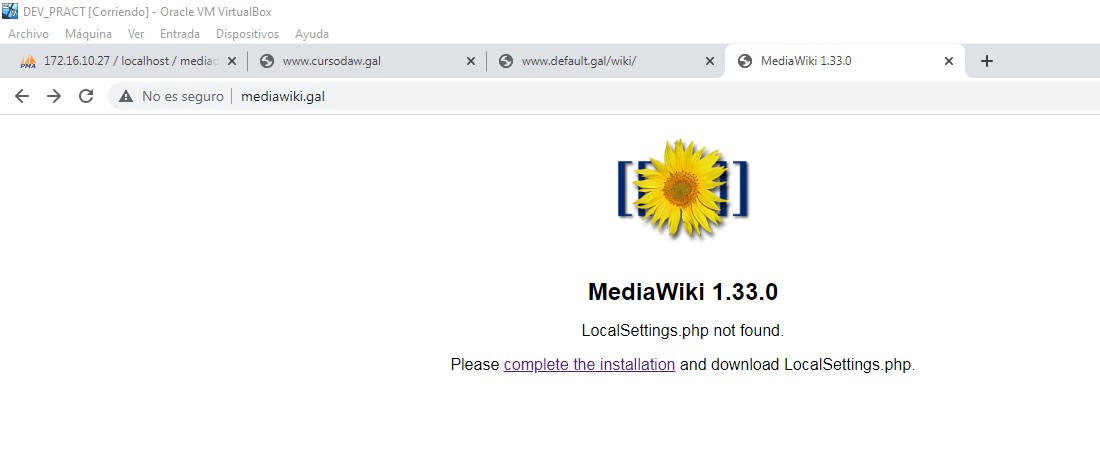 DEV_PRACT [Corriendo] - Oracle VM VirtualBox
Archivo Máquina Ver Entrada Dispositivos Ayuda
PMA 172.16.10.27 / localhost / mediac www.cursodaw.gal www.default.gal/wiki/ MediaWiki 1.33.0
No es seguro mediawiki.gal
MediaWiki 1.33.0
LocalSettings.php not found.
Please complete the installation and download LocalSettings.php.